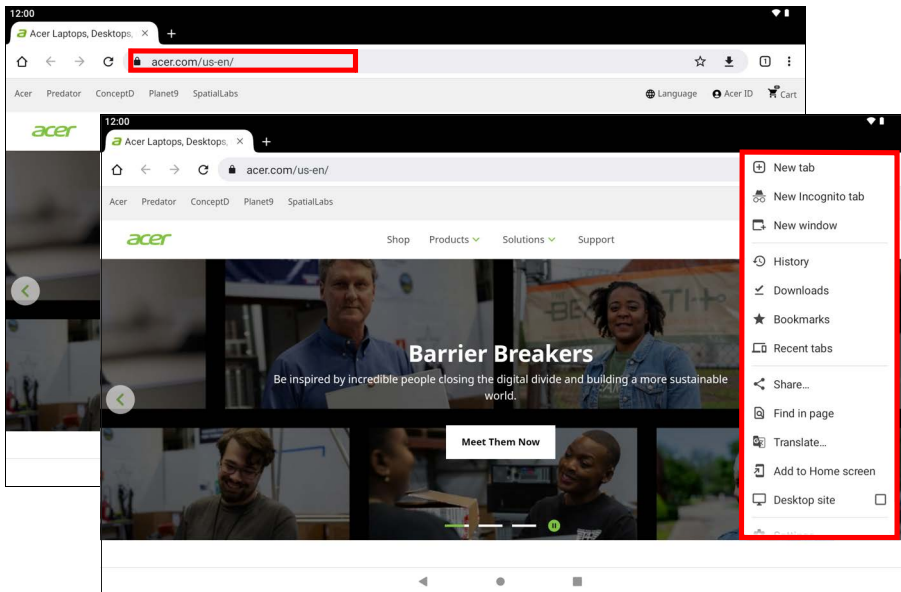 12:00
Acer Laptops, Desktops,
acer.com/us-en/
1
Acer Predator ConceptD Planet9 SpatialLabs Language Acer ID Cart
acer
12:00
Acer Laptops, Desktops,
acer.com/us-en/
Acer Predator ConceptD Planet9 SpatialLabs
acer Shop Products Solutions Support
Barrier Breakers
Be inspired by incredible people closing the digital divide and building a more sustainable
world.
Meet Them Now
New tab
New Incognito tab
New window
History
Downloads
Bookmarks
Recent tabs
Share...
Find in page
Translate...
Add to Home screen
Desktop site